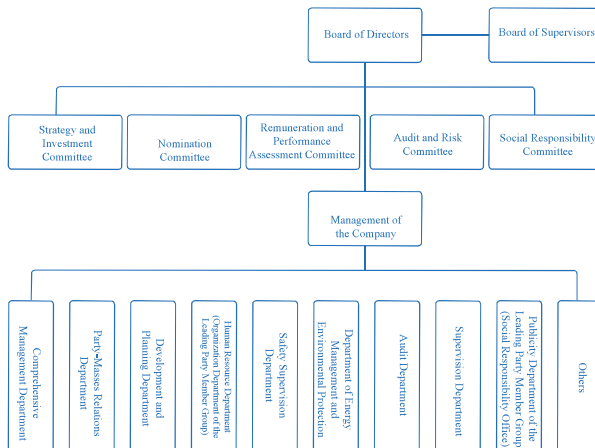 Board of Directors
Board of Supervisors
Strategy and
Investment
Committee
Nomination
Committee
Remuneration and
Performance
Assessment Committee
Audit and Risk
Committee
Social Responsibility
Committee
Management of
the Company
Comprehensive
Management Department
Party-Masses Relations
Department
Development and
Planning Department
Human Resource Department
(Organization Department of the
Leading Party Member Group)
Safety Supervision
Department
Department of Energy
Management and
Environmental Protection
Audit Department
Supervision Department
Publicity Department of the
Leading Party Member Group
(Social Responsibility Office)
Others